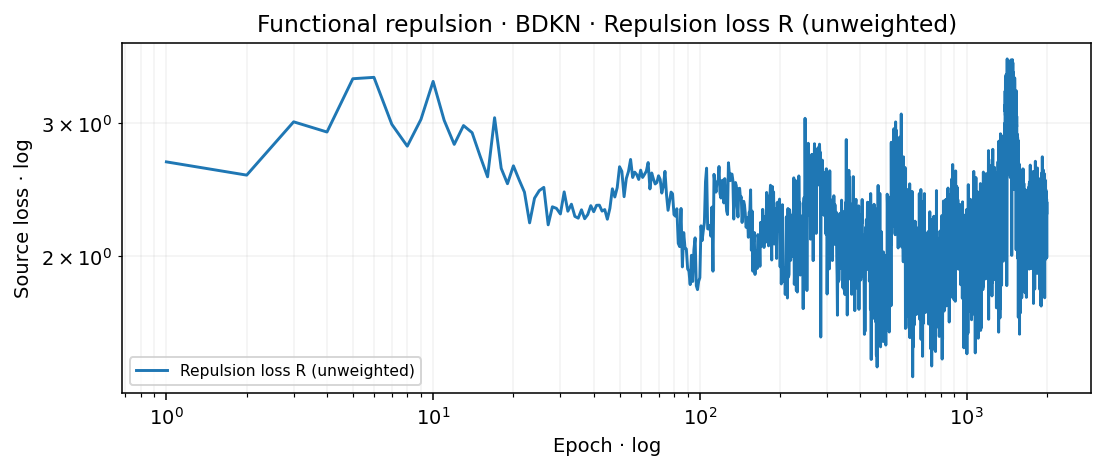 Functional repulsion · BDKN · Repulsion loss R (unweighted)
Source loss · log
3 × 10⁰
2 × 10⁰
Repulsion loss R (unweighted)
10⁰ 10¹ 10² 10³
Epoch · log